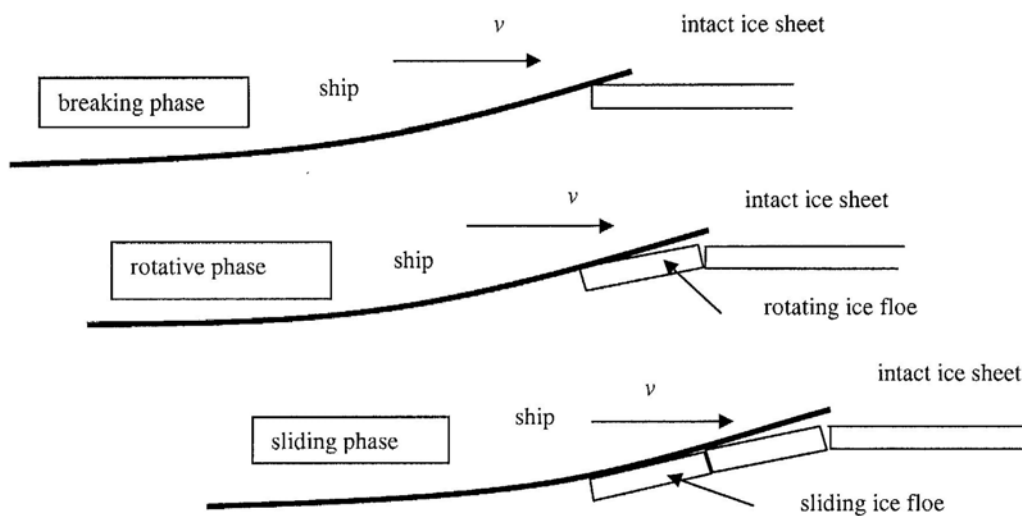 v
intact ice sheet
ship
breaking phase
v
intact ice sheet
ship
rotative phase
rotating ice floe
v
intact ice sheet
ship
sliding phase
sliding ice floe